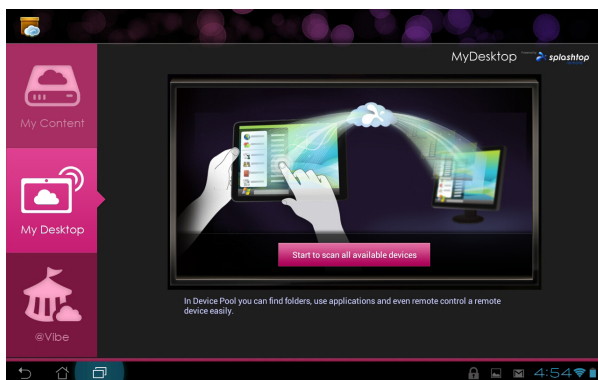 MyDesktop
splashtop
My Content
My Desktop
Start to scan all available devices
In Device Pool you can find folders, use applications and even remote control a remote
device easily.
@Vibe
4:54